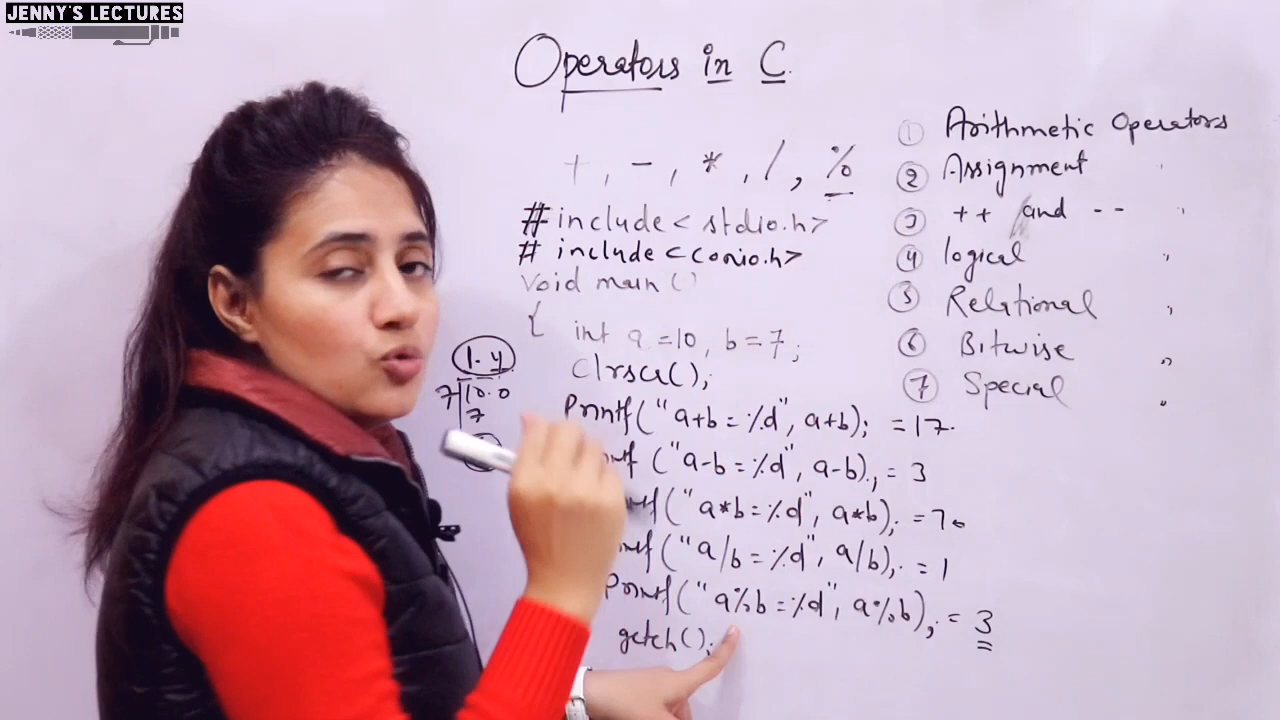 JENNY'S LECTURES
Operators in C.
+, -, *, /, %
#include<stdio.h>
# include<conio.h>
void main()
{
int a=10, b=7;
Clrscr();
Printf("a+b=%d", a+b); =17.
("a-b=%d", a-b); =3
("a*b=%d", a*b); =70
("a/b=%d", a/b); =1
Printf("a%b=%d", a%b); =3
getch();
1.4
7 10.0
7
① Arithmetic Operators
② Assignment "
③ ++ and -- "
④ logical "
⑤ Relational "
⑥ Bitwise "
⑦ Special "